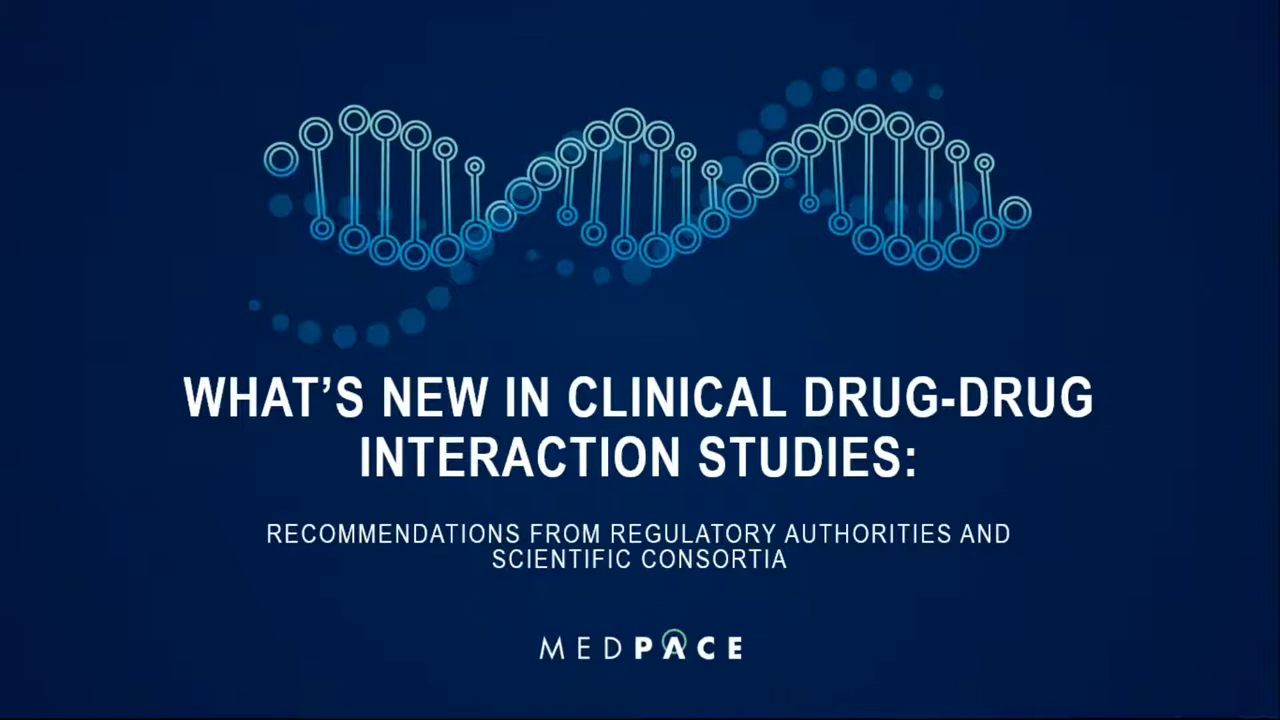 WHAT’S NEW IN CLINICAL DRUG-DRUG
INTERACTION STUDIES:
RECOMMENDATIONS FROM REGULATORY AUTHORITIES AND
SCIENTIFIC CONSORTIA
MEDPACE